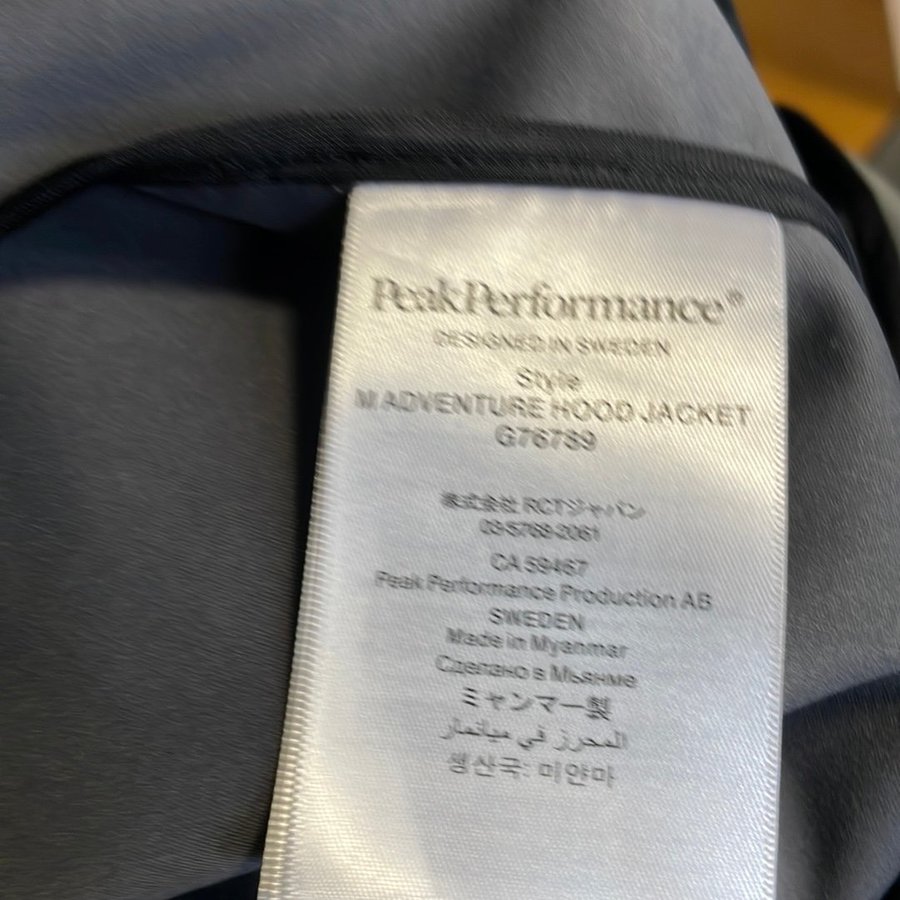 PeakPerformance®
DESIGNED IN SWEDEN
Style
M ADVENTURE HOOD JACKET
G76789
株式会社 RCTジャパン
03-5768-2061
CA 59467
Peak Performance Production AB
SWEDEN
Made in Myanmar
Сделано в Мьянме
ミャンマー製
المحرز في ميانمار
생산국: 미얀마